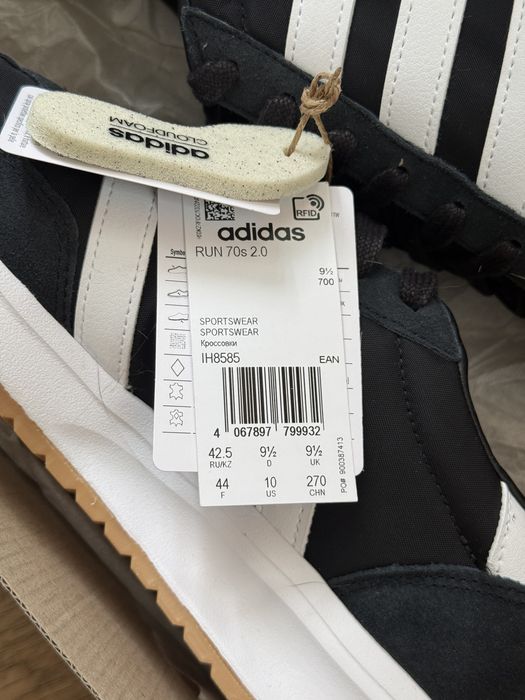 adidas
CLOUDFOAM
RFID
adidas
RUN 70s 2.0
9½
700
Symbo
SPORTSWEAR
SPORTSWEAR
Кроссовки
IH8585 EAN
4 067897 799932
42.5 9½ 9½
RU/KZ D UK
44 10 270
F US CHN
PO# 900387413